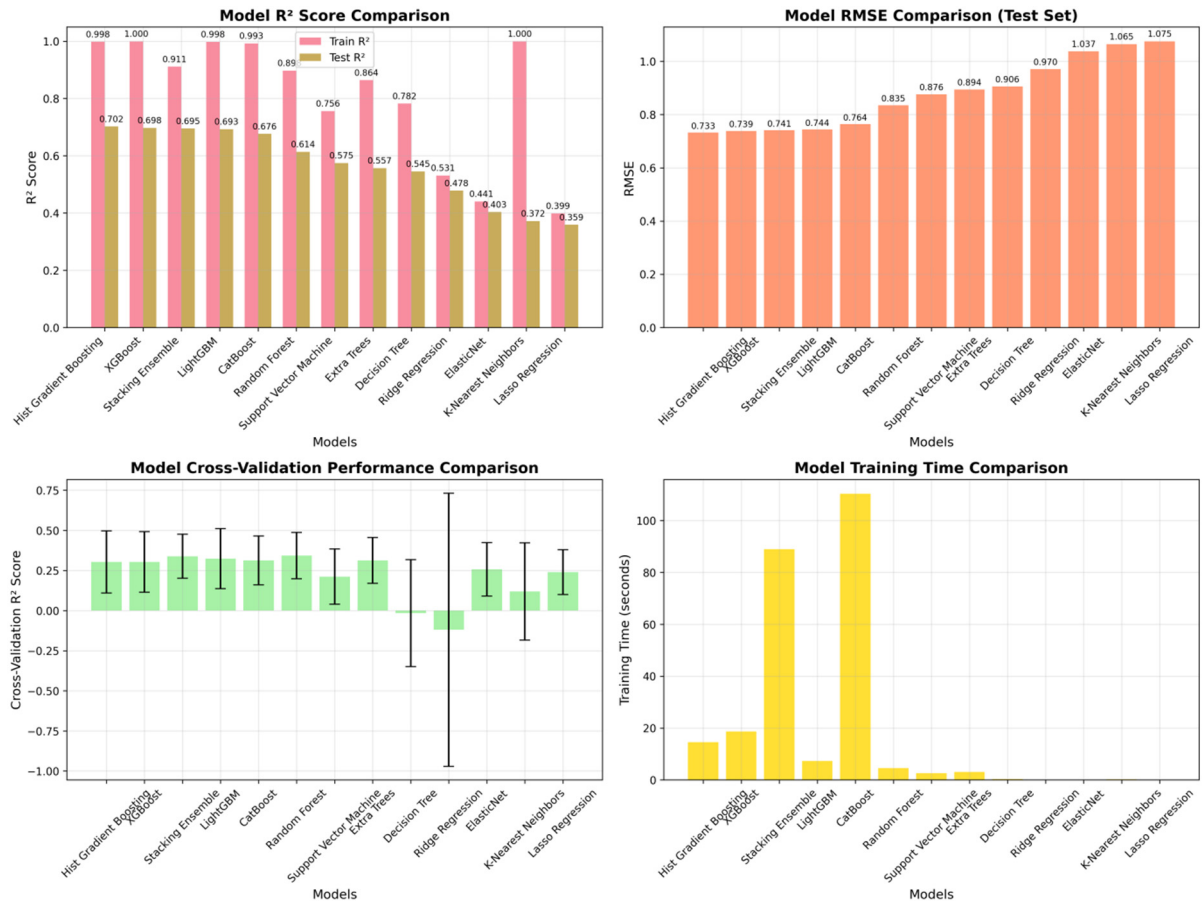 Model R² Score Comparison
R² Score
1.0
0.8
0.6
0.4
0.2
0.0
Train R²
Test R²
0.998
1.000
0.911
0.998
0.993
0.89
0.756
0.864
0.782
0.531
0.441
1.000
0.399
0.702
0.698
0.695
0.693
0.676
0.614
0.575
0.557
0.545
0.478
0.403
0.372
0.359
Hist Gradient Boosting
XGBoost
Stacking Ensemble
LightGBM
CatBoost
Random Forest
Support Vector Machine
Extra Trees
Decision Tree
Ridge Regression
ElasticNet
K-Nearest Neighbors
Lasso Regression
Models
Model RMSE Comparison (Test Set)
RMSE
1.0
0.8
0.6
0.4
0.2
0.0
0.733
0.739
0.741
0.744
0.764
0.835
0.876
0.894
0.906
0.970
1.037
1.065
1.075
Hist Gradient Boosting
XGBoost
Stacking Ensemble
LightGBM
CatBoost
Random Forest
Support Vector Machine
Extra Trees
Decision Tree
Ridge Regression
ElasticNet
K-Nearest Neighbors
Lasso Regression
Models
Model Cross-Validation Performance Comparison
Cross-Validation R² Score
0.75
0.50
0.25
0.00
−0.25
−0.50
−0.75
−1.00
Hist Gradient Boosting
XGBoost
Stacking Ensemble
LightGBM
CatBoost
Random Forest
Support Vector Machine
Extra Trees
Decision Tree
Ridge Regression
ElasticNet
K-Nearest Neighbors
Lasso Regression
Models
Model Training Time Comparison
Training Time (seconds)
100
80
60
40
20
0
Hist Gradient Boosting
XGBoost
Stacking Ensemble
LightGBM
CatBoost
Random Forest
Support Vector Machine
Extra Trees
Decision Tree
Ridge Regression
ElasticNet
K-Nearest Neighbors
Lasso Regression
Models